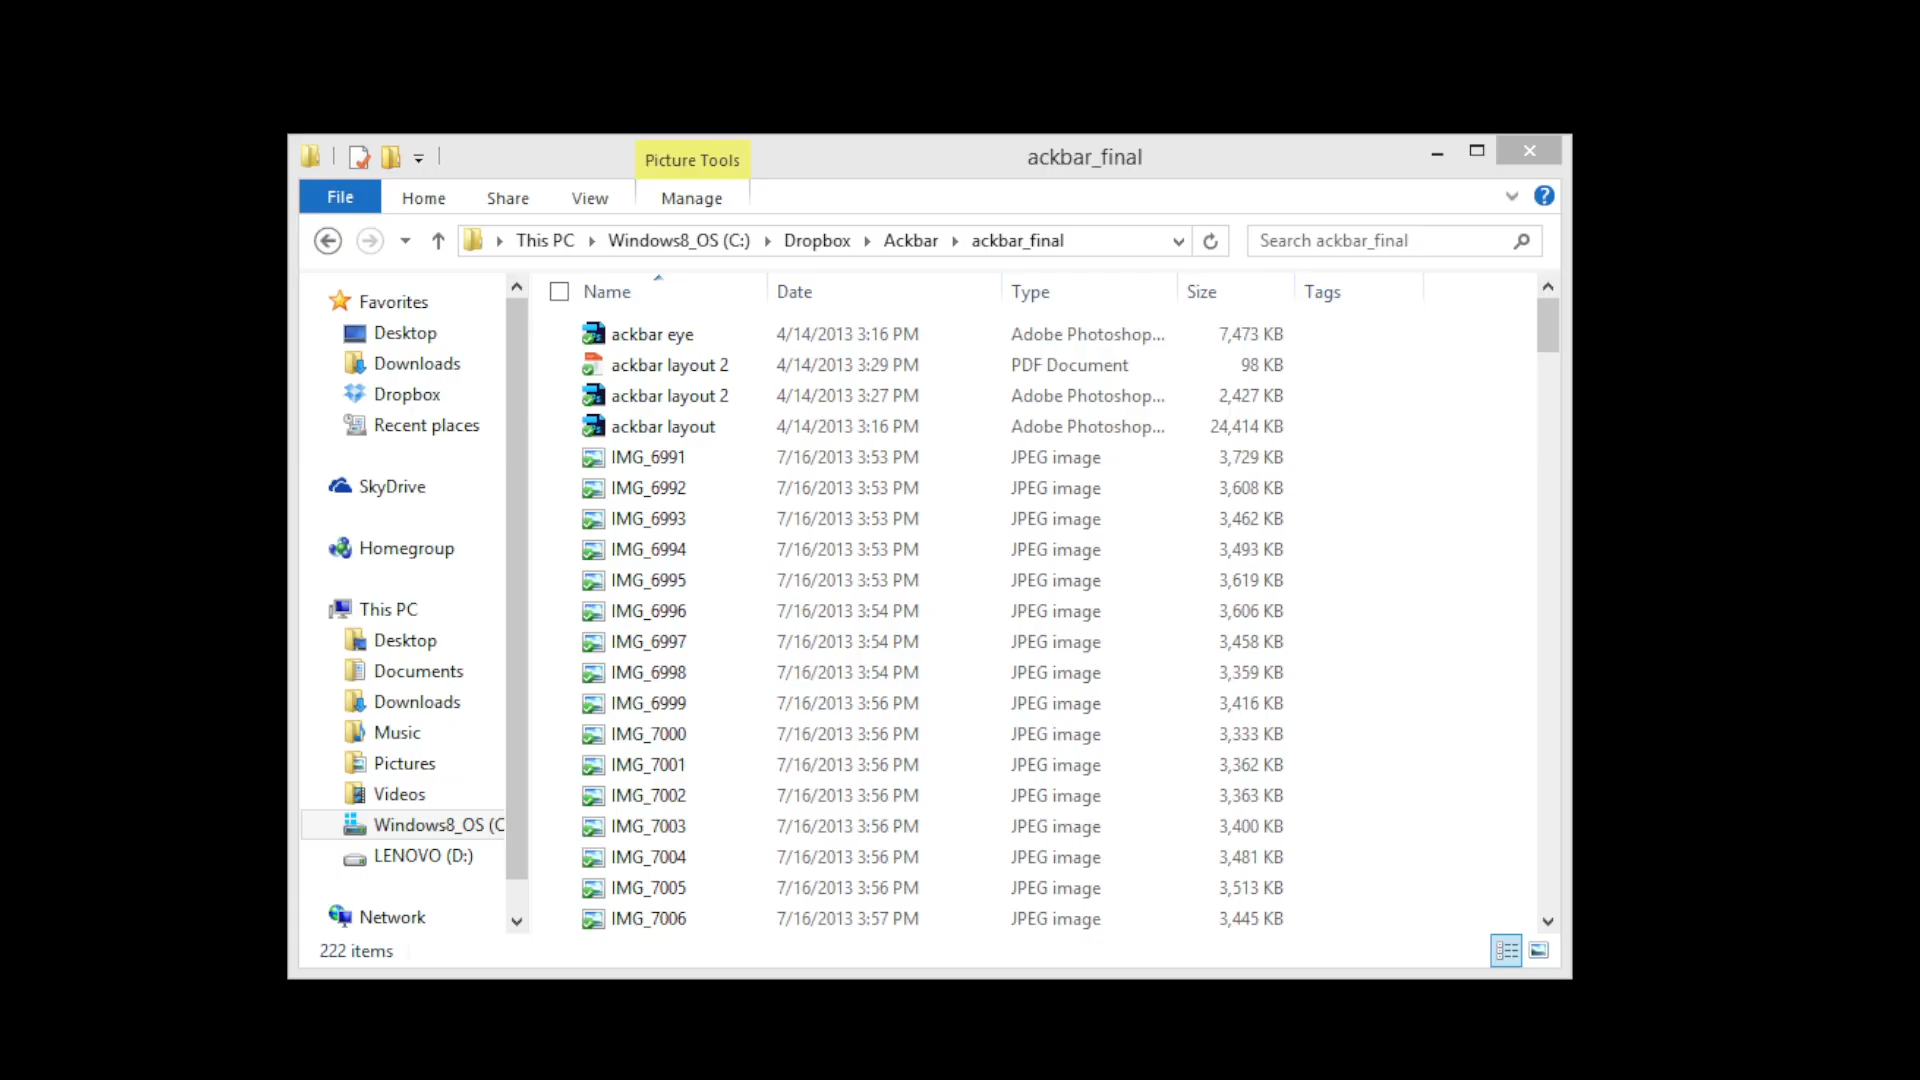 Picture Tools
ackbar_final
File Home Share View Manage
This PC Windows8_OS (C:) Dropbox Ackbar ackbar_final
Search ackbar_final
Favorites
Desktop
Downloads
Dropbox
Recent places
SkyDrive
Homegroup
This PC
Desktop
Documents
Downloads
Music
Pictures
Videos
Windows8_OS (C
LENOVO (D:)
Network
Name Date Type Size Tags
ackbar eye 4/14/2013 3:16 PM Adobe Photoshop... 7,473 KB
ackbar layout 2 4/14/2013 3:29 PM PDF Document 98 KB
ackbar layout 2 4/14/2013 3:27 PM Adobe Photoshop... 2,427 KB
ackbar layout 4/14/2013 3:16 PM Adobe Photoshop... 24,414 KB
IMG_6991 7/16/2013 3:53 PM JPEG image 3,729 KB
IMG_6992 7/16/2013 3:53 PM JPEG image 3,608 KB
IMG_6993 7/16/2013 3:53 PM JPEG image 3,462 KB
IMG_6994 7/16/2013 3:53 PM JPEG image 3,493 KB
IMG_6995 7/16/2013 3:53 PM JPEG image 3,619 KB
IMG_6996 7/16/2013 3:54 PM JPEG image 3,606 KB
IMG_6997 7/16/2013 3:54 PM JPEG image 3,458 KB
IMG_6998 7/16/2013 3:54 PM JPEG image 3,359 KB
IMG_6999 7/16/2013 3:56 PM JPEG image 3,416 KB
IMG_7000 7/16/2013 3:56 PM JPEG image 3,333 KB
IMG_7001 7/16/2013 3:56 PM JPEG image 3,362 KB
IMG_7002 7/16/2013 3:56 PM JPEG image 3,363 KB
IMG_7003 7/16/2013 3:56 PM JPEG image 3,400 KB
IMG_7004 7/16/2013 3:56 PM JPEG image 3,481 KB
IMG_7005 7/16/2013 3:56 PM JPEG image 3,513 KB
IMG_7006 7/16/2013 3:57 PM JPEG image 3,445 KB
222 items